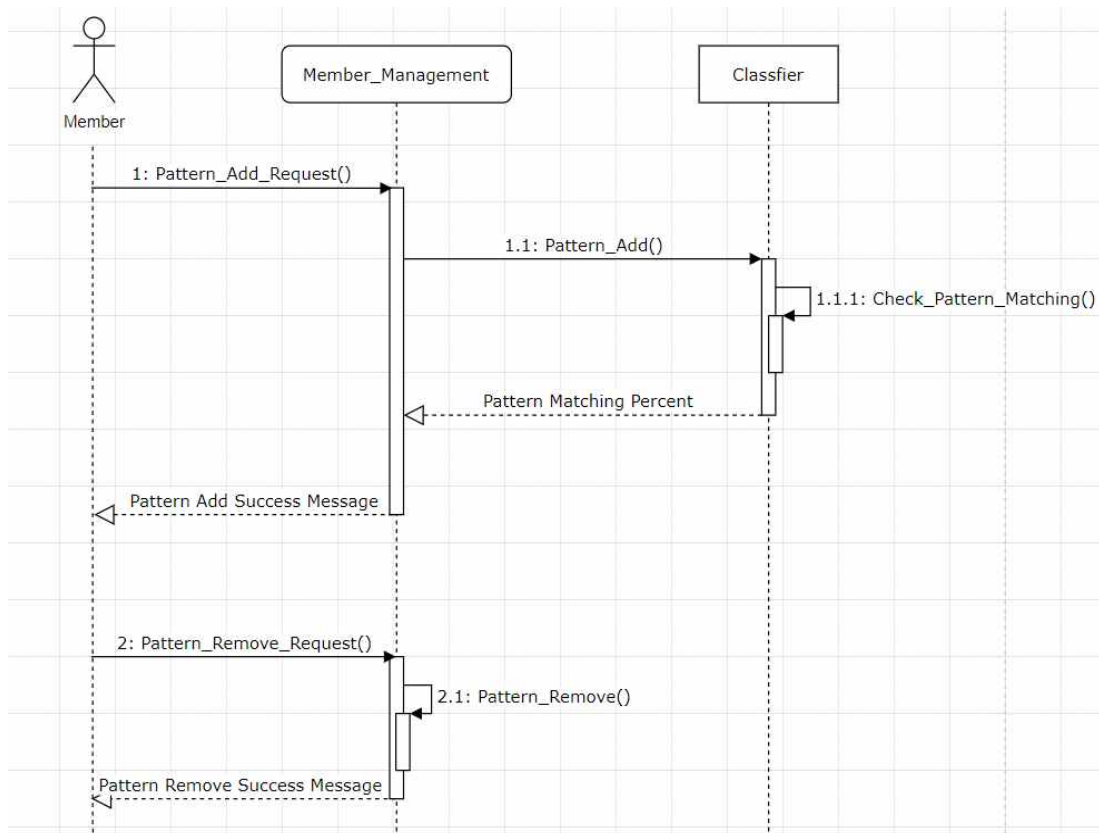 Member_Management
Classfier
Member
1: Pattern_Add_Request()
1.1: Pattern_Add()
1.1.1: Check_Pattern_Matching()
Pattern Matching Percent
Pattern Add Success Message
2: Pattern_Remove_Request()
2.1: Pattern_Remove()
Pattern Remove Success Message